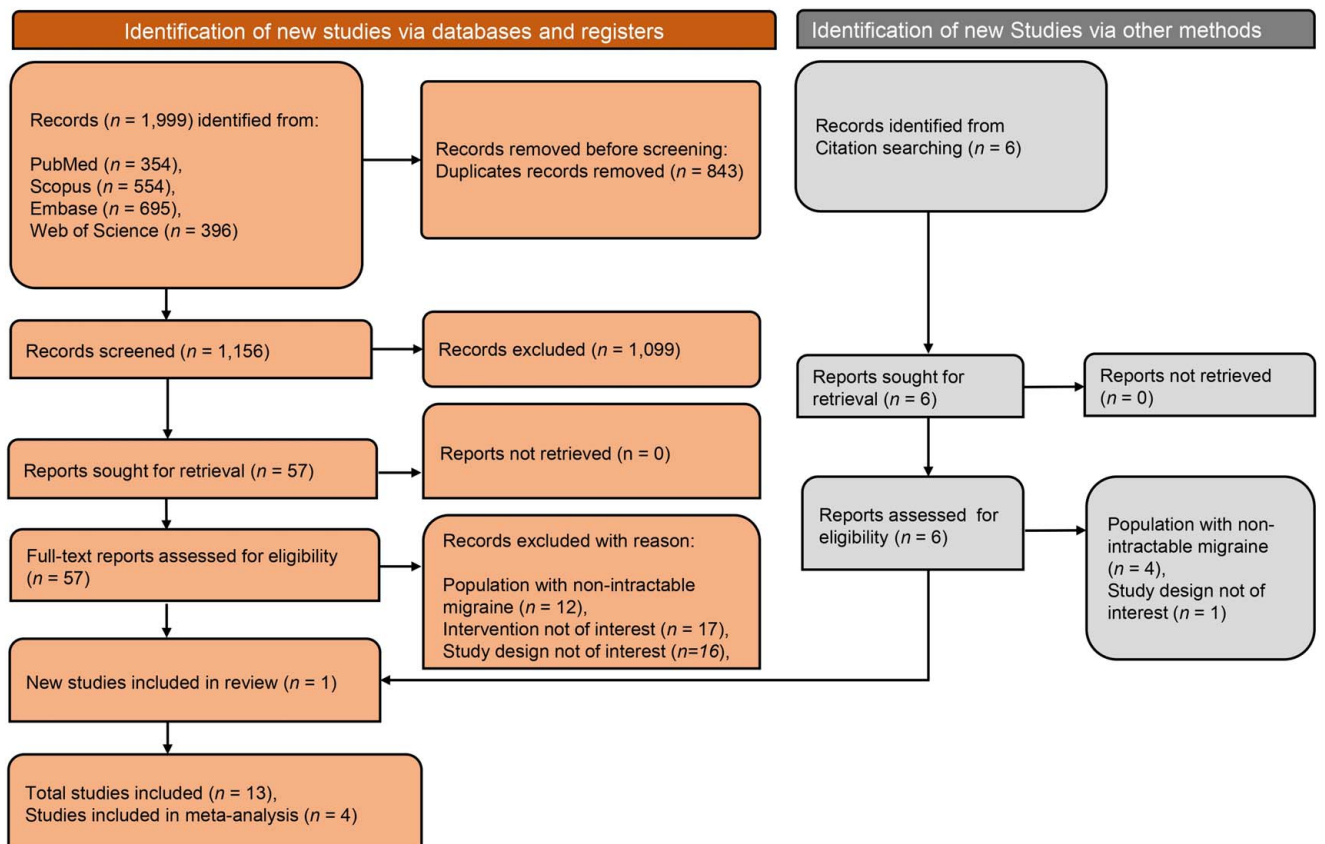 Identification of new studies via databases and registers
Identification of new Studies via other methods
Records (n = 1,999) identified from:
PubMed (n = 354),
Scopus (n = 554),
Embase (n = 695),
Web of Science (n = 396)
Records removed before screening:
Duplicates records removed (n = 843)
Records identified from
Citation searching (n = 6)
Records screened (n = 1,156)
Records excluded (n = 1,099)
Reports sought for
retrieval (n = 6)
Reports not retrieved
(n = 0)
Reports sought for retrieval (n = 57)
Reports not retrieved (n = 0)
Full-text reports assessed for eligibility
(n = 57)
Records excluded with reason:
Population with non-intractable
migraine (n = 12),
Intervention not of interest (n = 17),
Study design not of interest (n=16),
Reports assessed for
eligibility (n = 6)
Population with non-
intractable migraine
(n = 4),
Study design not of
interest (n = 1)
New studies included in review (n = 1)
Total studies included (n = 13),
Studies included in meta-analysis (n = 4)